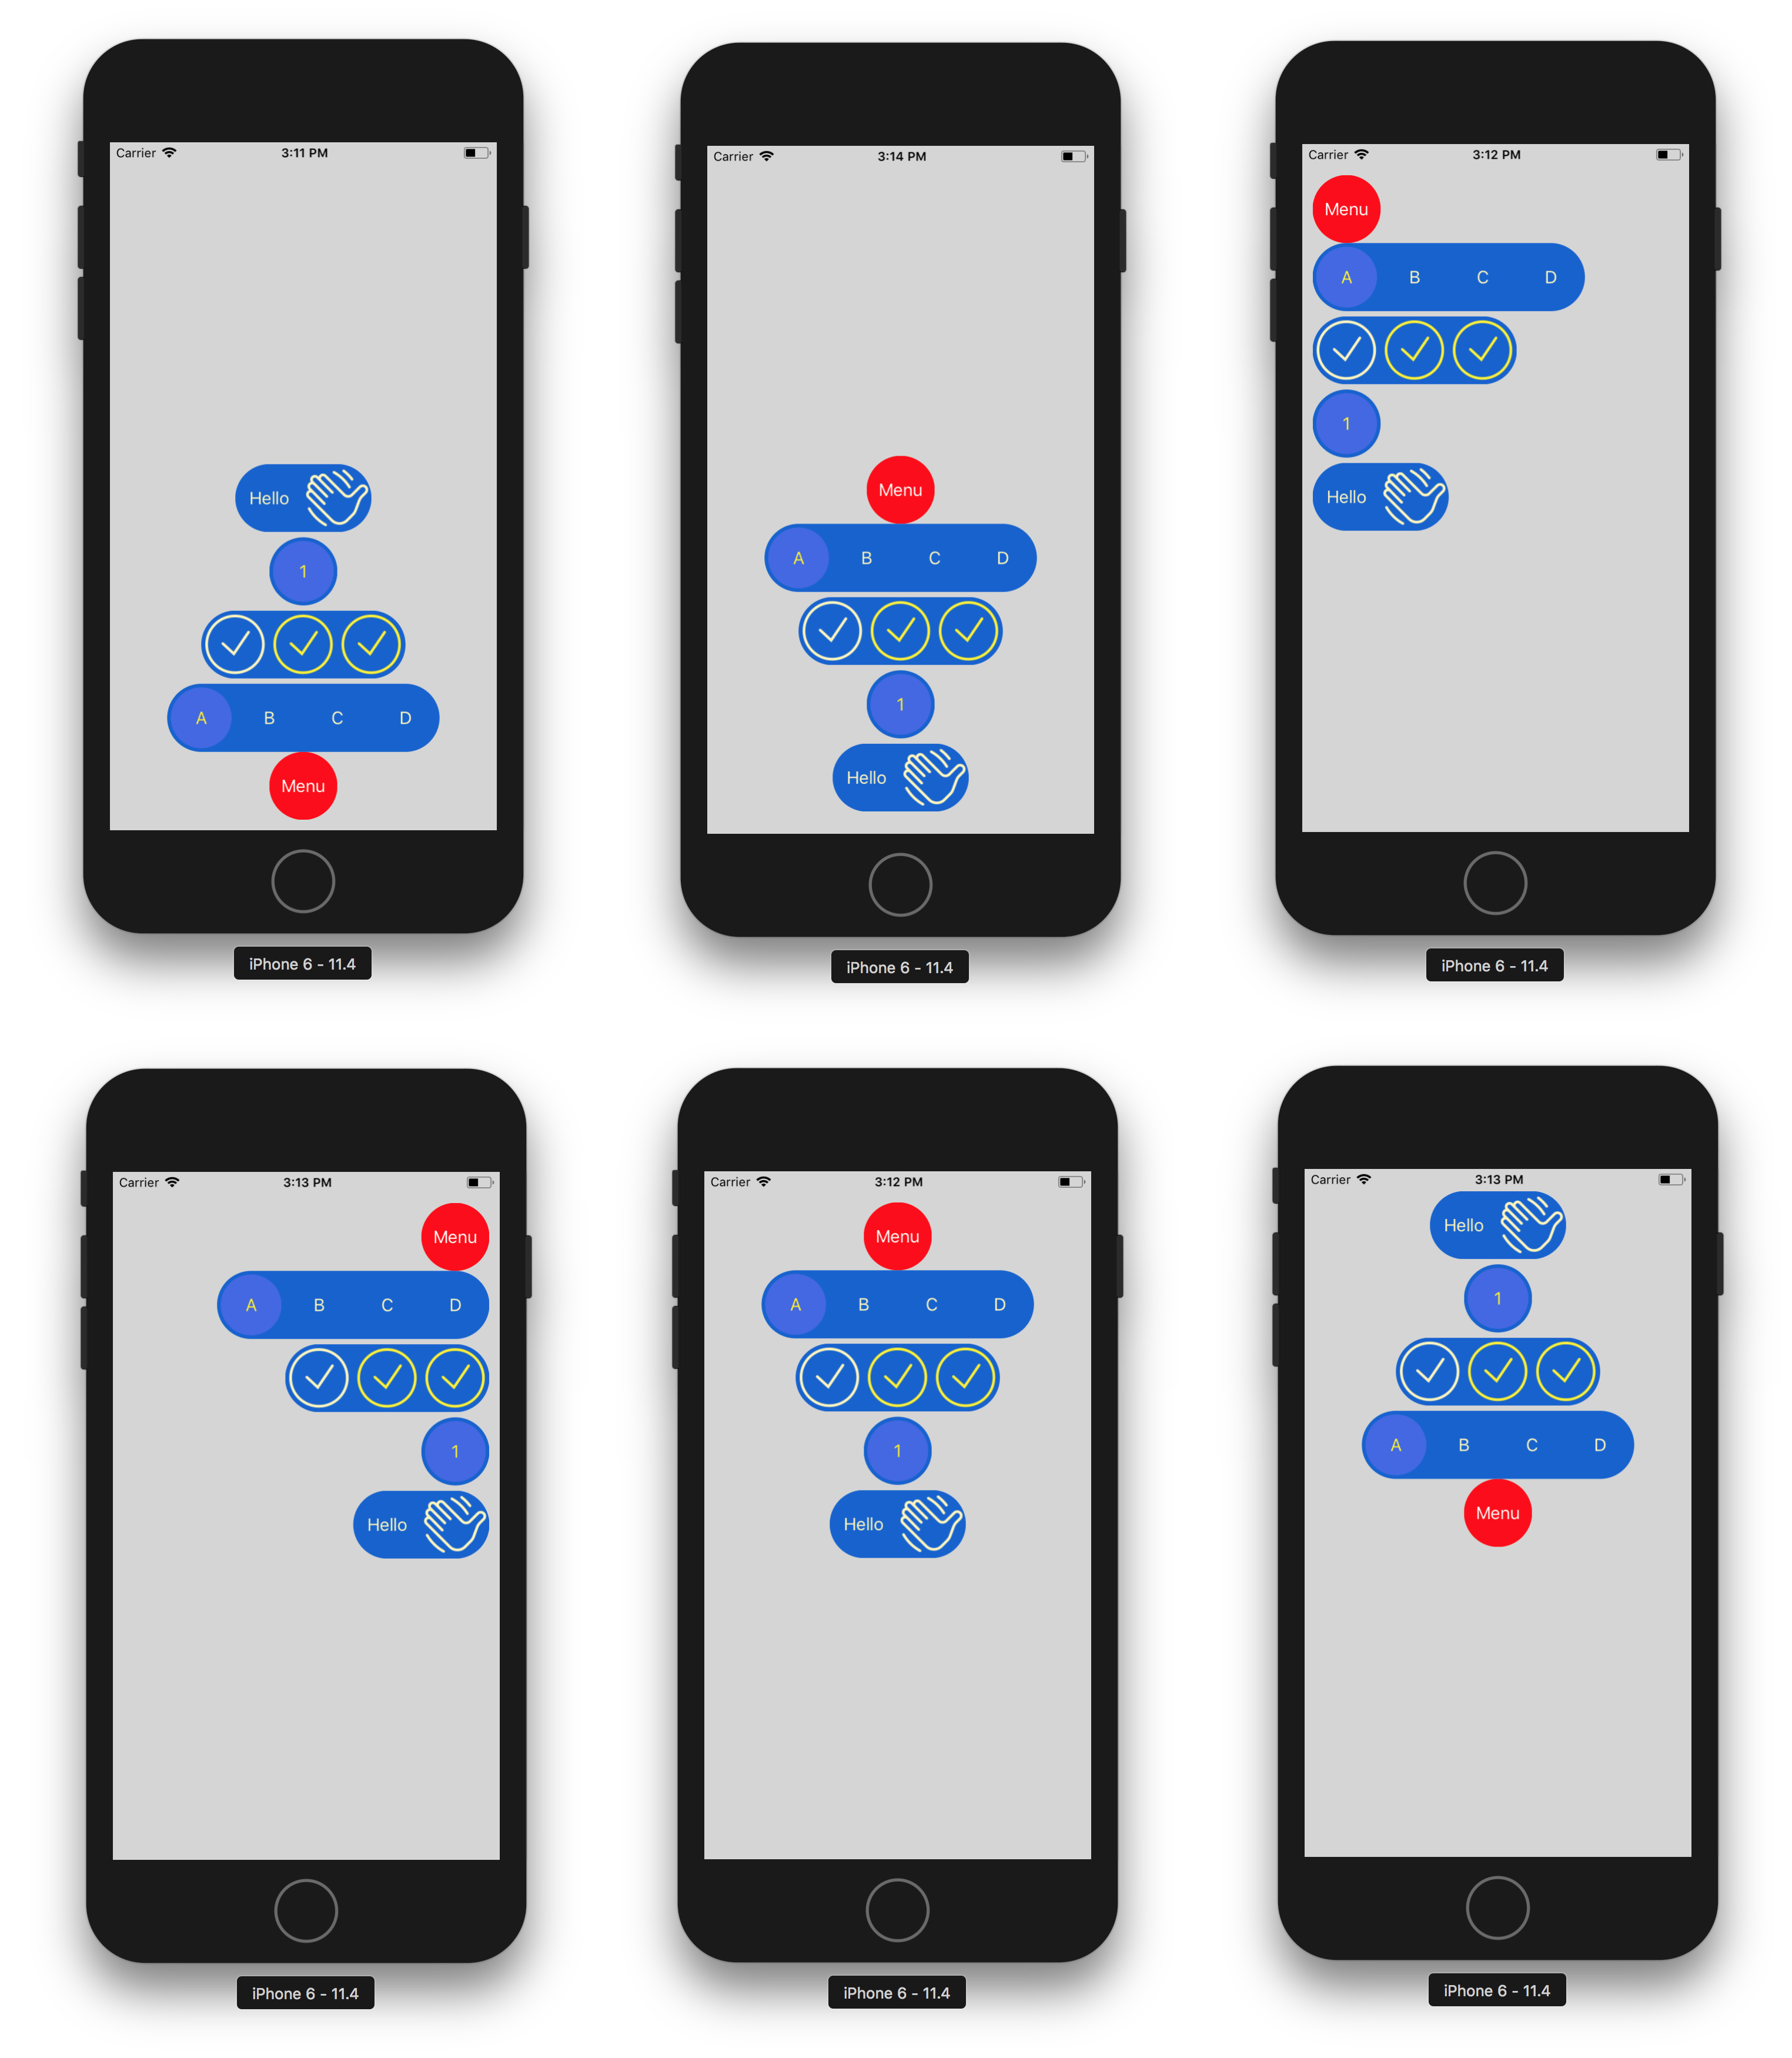 Carrier 3:11 PM
Hello
1
A B C D
Menu
iPhone 6 - 11.4
Carrier 3:14 PM
Menu
A B C D
1
Hello
iPhone 6 - 11.4
Carrier 3:12 PM
Menu
A B C D
1
Hello
iPhone 6 - 11.4
Carrier 3:13 PM
Menu
A B C D
1
Hello
iPhone 6 - 11.4
Carrier 3:12 PM
Menu
A B C D
1
Hello
iPhone 6 - 11.4
Carrier 3:13 PM
Hello
1
A B C D
Menu
iPhone 6 - 11.4